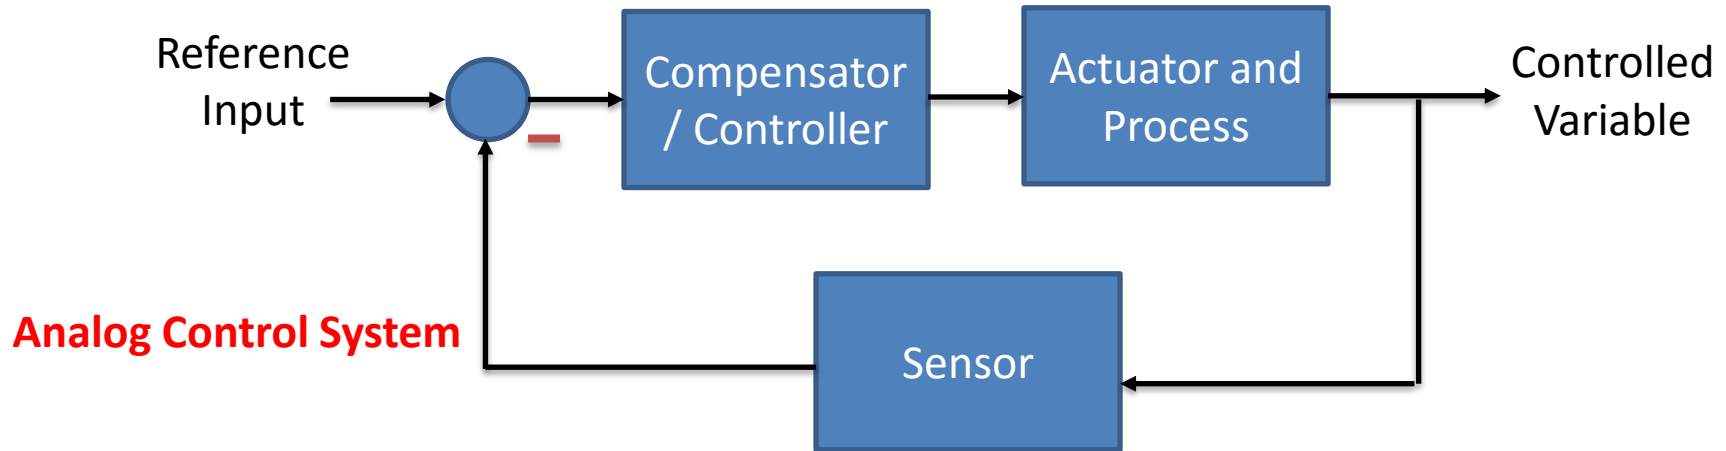 Reference
Input
Compensator
/ Controller
Actuator and
Process
Controlled
Variable
Analog Control System
Sensor